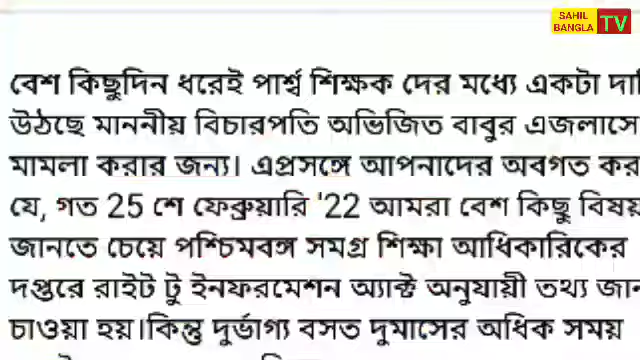 SAHIL
BANGLA TV
বেশ কিছুদিন ধরেই পার্শ্ব শিক্ষক দের মধ্যে একটা
উঠছে মাননীয় বিচারপতি অভিজিত বাবুর এজলাসে
মামলা করার জন্য। এপ্রসঙ্গে আপনাদের অবগত
যে, গত 25 শে ফেব্রুয়ারি '22 আমরা বেশ কিছু বিষয়
জানতে চেয়ে পশ্চিমবঙ্গ সমগ্র শিক্ষা আধিকারিকের
দপ্তরে রাইট টু ইনফরমেশন অ্যাক্ট অনুযায়ী তথ্য
চাওয়া হয়।কিন্তু দুর্ভাগ্য বসত দুমাসের অধিক সময়